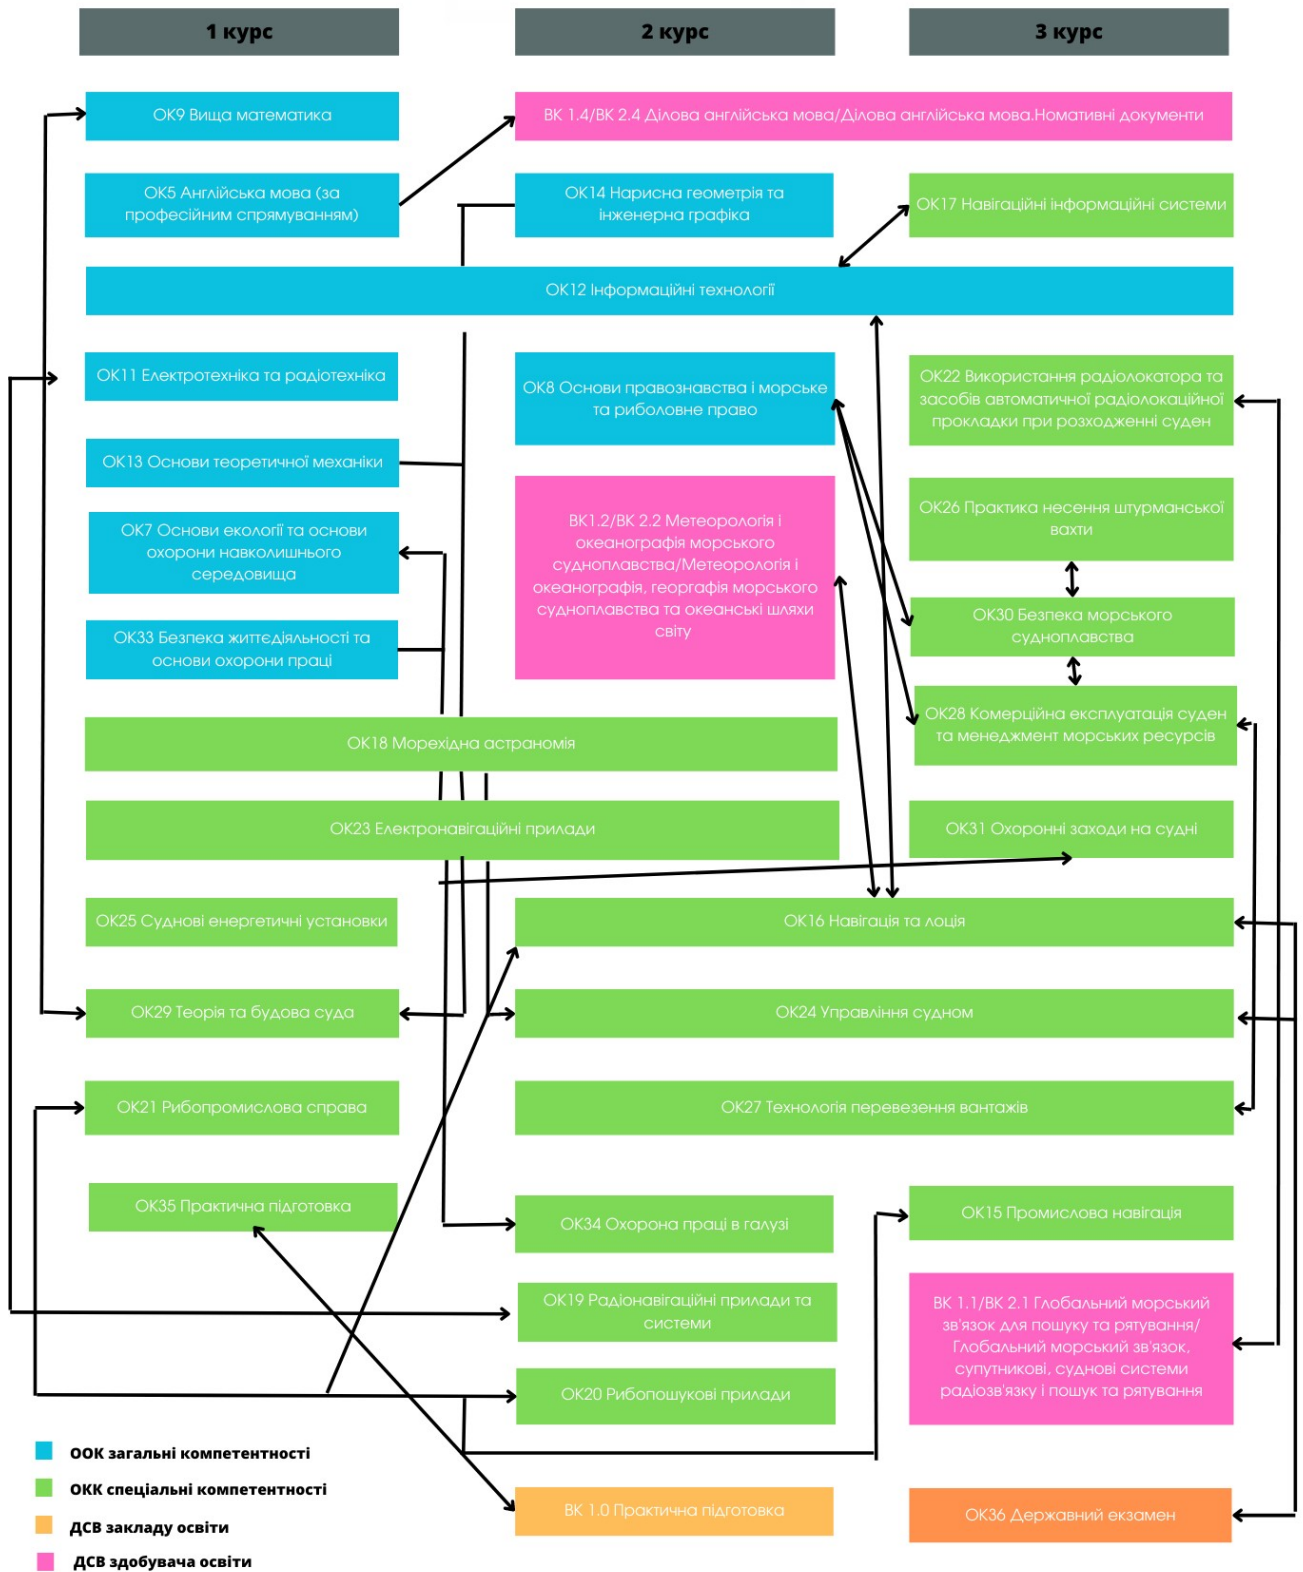 1 курс
2 курс
3 курс
ОК9 Вища математика
ВК 1.4/ВК 2.4 Ділова англійська мова/Ділова англійська мова.Номативні документи
ОК5 Англійська мова (за
професійним спрямуванням)
ОК14 Нарисна геометрія та
інженерна графіка
ОК17 Навігаційні інформаційні системи
ОК12 Інформаційні технології
ОК11 Електротехніка та радіотехніка
ОК8 Основи правознавства і морське
та риболовне право
ОК22 Використання радіолокатора та
засобів автоматичної радіолокаційної
прокладки при розходженні суден
ОК13 Основи теоретичної механіки
ОК7 Основи екології та основи
охорони навколишнього
середовища
ВК1.2/ВК 2.2 Метеорологія і
океанографія морського
судноплавства/Метеорологія і
океанографія, георгафія морського
судноплавства та океанські шляхи
світу
ОК26 Практика несення штурманської
вахти
ОК33 Безпека життєдіяльності та
основи охорони праці
ОК30 Безпека морського
судноплавства
ОК28 Комерційна експлуатація суден
та менеджмент морських ресурсів
ОК18 Морехідна астраномія
ОК23 Електронавігаційні прилади
ОК31 Охоронні заходи на судні
ОК25 Суднові енергетичні установки
ОК16 Навігація та лоція
ОК29 Теорія та будова суда
ОК24 Управління судном
ОК21 Рибопромислова справа
ОК27 Технологія перевезення вантажів
ОК35 Практична підготовка
ОК34 Охорона праці в галузі
ОК15 Промислова навігація
ОК19 Радіонавігаційні прилади та
системи
ВК 1.1/ВК 2.1 Глобальний морський
зв'язок для пошуку та рятування/
Глобальний морський зв'язок,
супутникові, суднові системи
радіозв'язку і пошук та рятування
ОК20 Рибопошукові прилади
ВК 1.0 Практична підготовка
ОК36 Державний екзамен
ООК загальні компетентності
ОКК спеціальні компетентності
ДСВ закладу освіти
ДСВ здобувача освіти